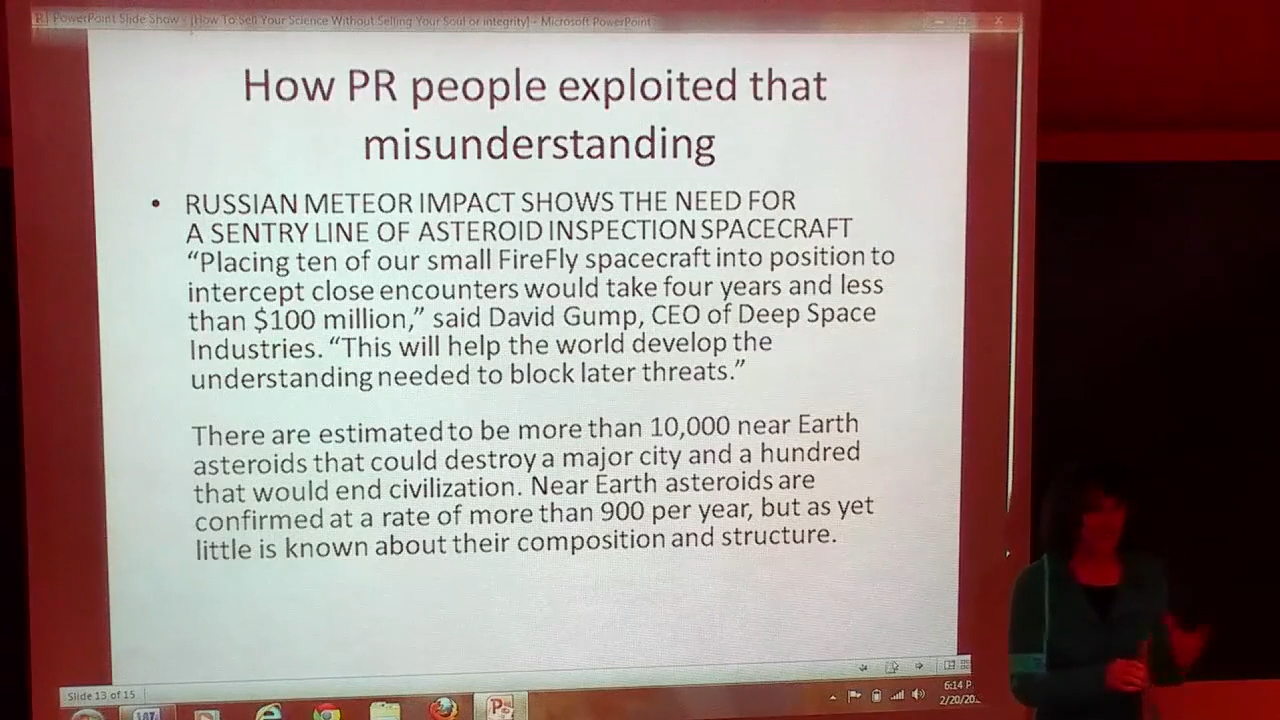 PowerPoint Slide Show - [How To Sell Your Science Without Selling Your Soul or integrity] - Microsoft PowerPoint
How PR people exploited that
misunderstanding
• RUSSIAN METEOR IMPACT SHOWS THE NEED FOR
A SENTRY LINE OF ASTEROID INSPECTION SPACECRAFT
“Placing ten of our small FireFly spacecraft into position to
intercept close encounters would take four years and less
than $100 million,” said David Gump, CEO of Deep Space
Industries. “This will help the world develop the
understanding needed to block later threats.”
There are estimated to be more than 10,000 near Earth
asteroids that could destroy a major city and a hundred
that would end civilization. Near Earth asteroids are
confirmed at a rate of more than 900 per year, but as yet
little is known about their composition and structure.
Slide 13 of 15
6:14 P
2/20/20